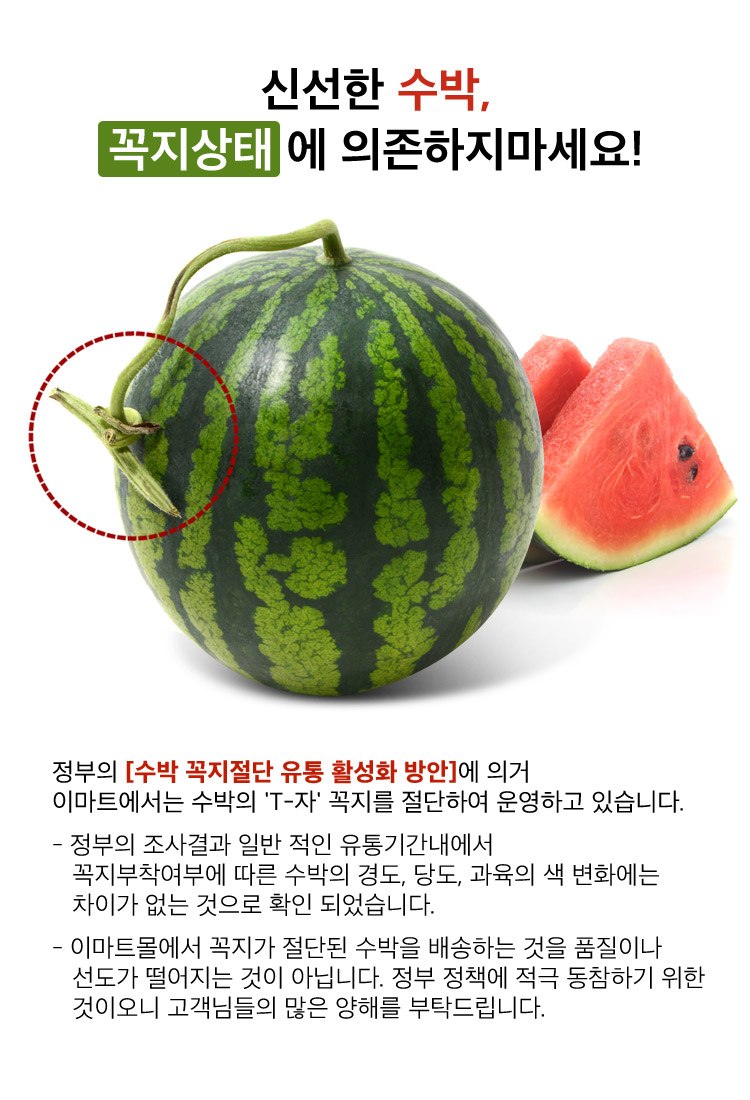 신선한 수박,
꼭지상태에 의존하지마세요!
정부의 [수박 꼭지절단 유통 활성화 방안]에 의거
이마트에서는 수박의 'T-자' 꼭지를 절단하여 운영하고 있습니다.
- 정부의 조사결과 일반 적인 유통기간내에서
꼭지부착여부에 따른 수박의 경도, 당도, 과육의 색 변화에는
차이가 없는 것으로 확인 되었습니다.
- 이마트몰에서 꼭지가 절단된 수박을 배송하는 것을 품질이나
선도가 떨어지는 것이 아닙니다. 정부 정책에 적극 동참하기 위한
것이오니 고객님들의 많은 양해를 부탁드립니다.